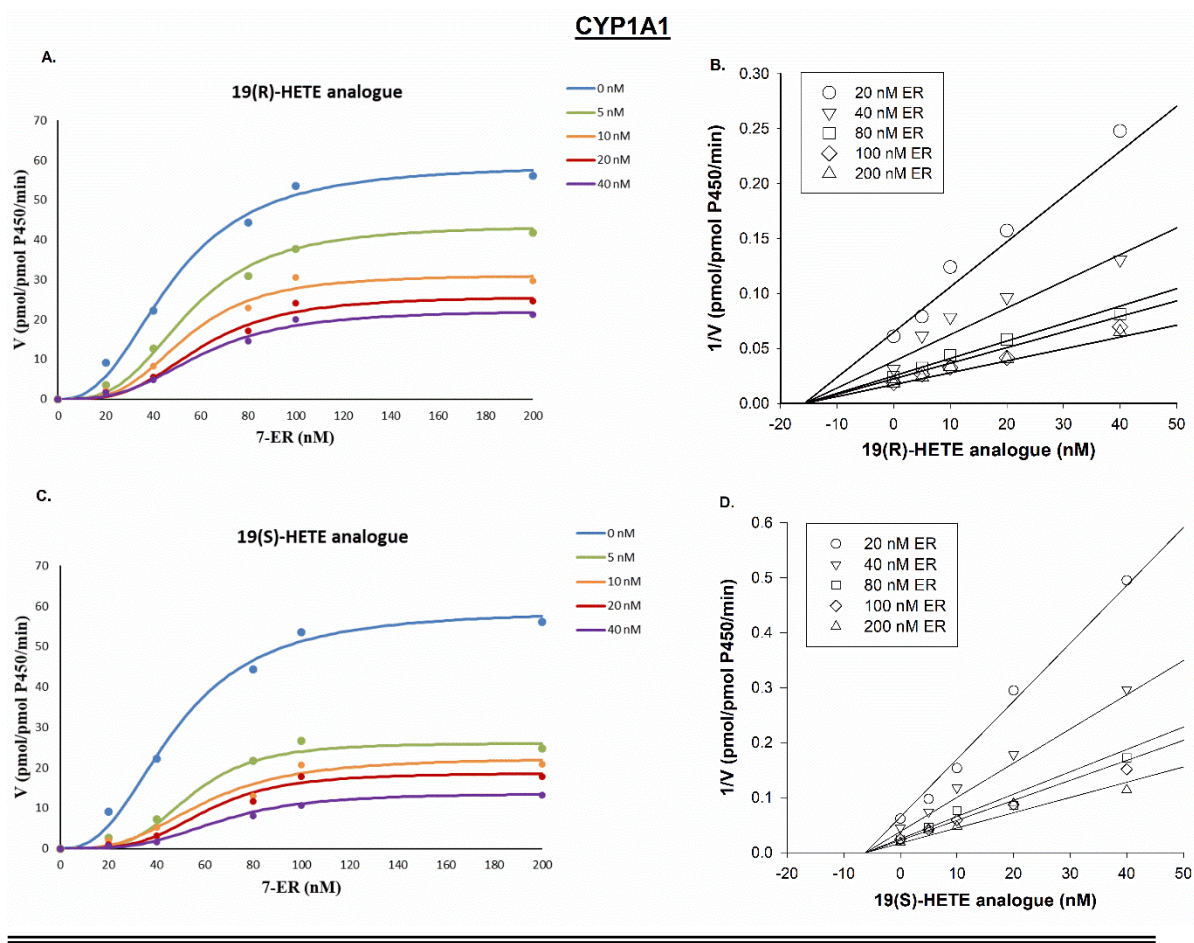 CYP1A1
A.
19(R)-HETE analogue
V (pmol/pmol P450/min)
70
60
50
40
30
20
10
0
0 20 40 60 80 100 120 140 160 180 200
7-ER (nM)
0 nM
5 nM
10 nM
20 nM
40 nM
B.
1/V (pmol/pmol P450/min)
0.30
0.25
0.20
0.15
0.10
0.05
0.00
20 nM ER
40 nM ER
80 nM ER
100 nM ER
200 nM ER
-20 -10 0 10 20 30 40 50
19(R)-HETE analogue (nM)
C.
19(S)-HETE analogue
V (pmol/pmol P450/min)
70
60
50
40
30
20
10
0
0 20 40 60 80 100 120 140 160 180 200
7-ER (nM)
0 nM
5 nM
10 nM
20 nM
40 nM
D.
1/V (pmol/pmol P450/min)
0.6
0.5
0.4
0.3
0.2
0.1
0.0
20 nM ER
40 nM ER
80 nM ER
100 nM ER
200 nM ER
-20 -10 0 10 20 30 40 50
19(S)-HETE analogue (nM)